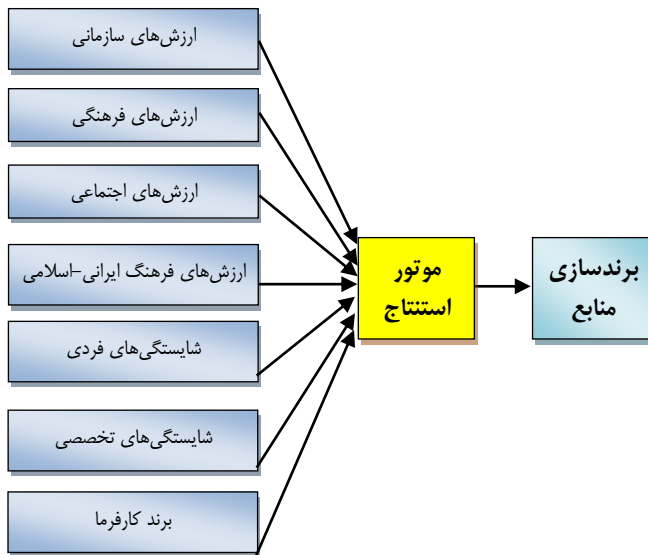 ارزش‌های سازمانی
ارزش‌های فرهنگی
ارزش‌های اجتماعی
ارزش‌های فرهنگ ایرانی-اسلامی
شایستگی‌های فردی
شایستگی‌های تخصصی
برند کارفرما
موتور
استنتاج
برندسازی
منابع